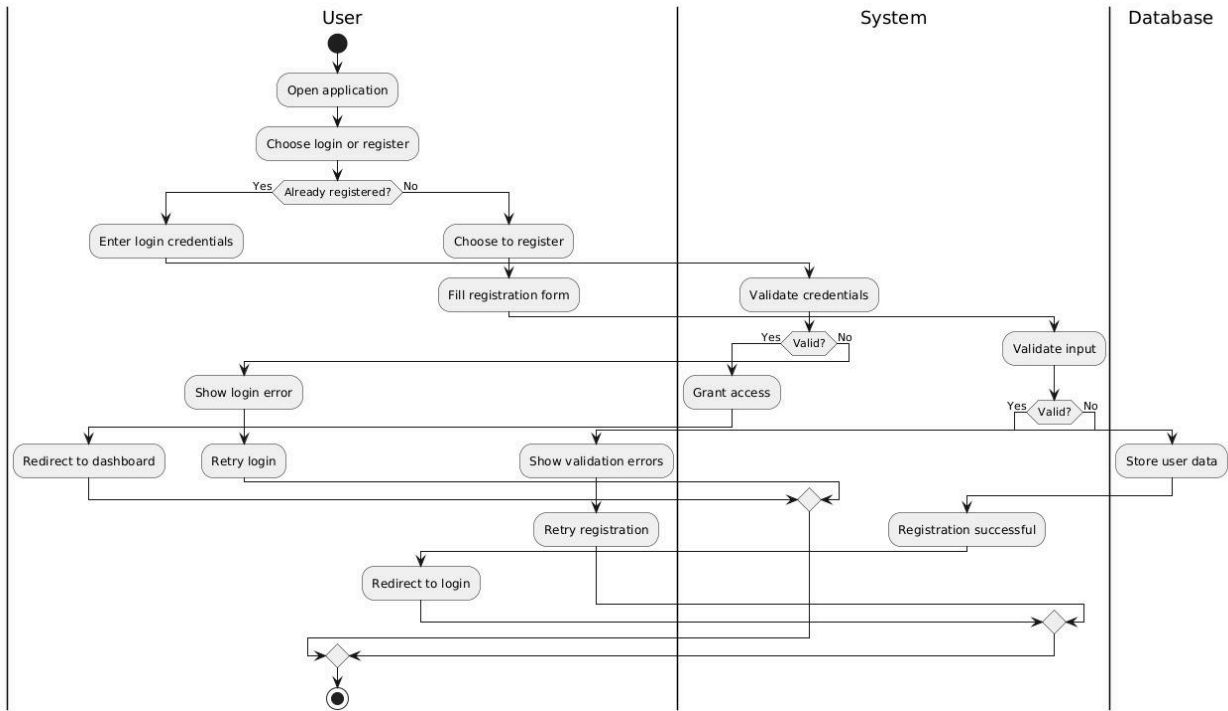 User
System
Database
Open application
Choose login or register
Yes
Already registered?
No
Enter login credentials
Choose to register
Fill registration form
Validate credentials
Yes
Valid?
No
Validate input
Show login error
Grant access
Yes
Valid?
No
Redirect to dashboard
Retry login
Show validation errors
Store user data
Retry registration
Registration successful
Redirect to login